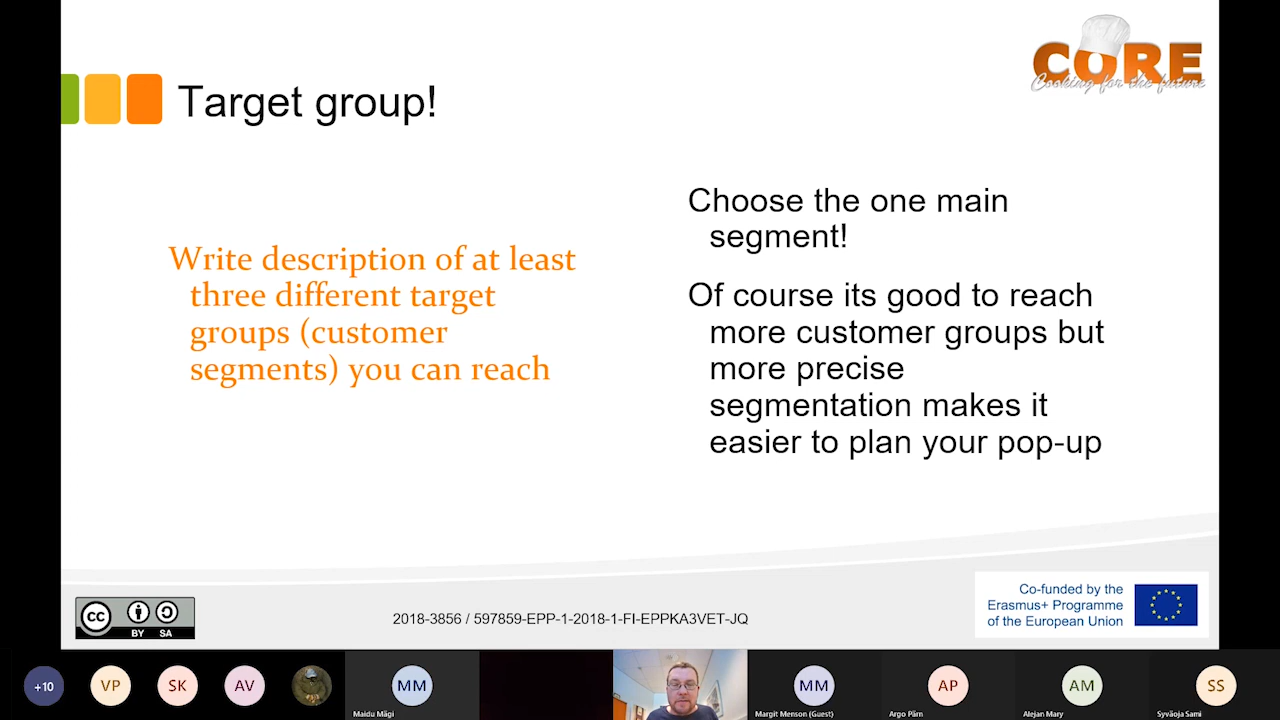 CORE
Cooking for the future
Target group!
Write description of at least
three different target
groups (customer
segments) you can reach
Choose the one main
segment!
Of course its good to reach
more customer groups but
more precise
segmentation makes it
easier to plan your pop-up
cc BY SA
2018-3856 / 597859-EPP-1-2018-1-FI-EPPKA3VET-JQ
Co-funded by the
Erasmus+ Programme
of the European Union
+10
VP
SK
AV
MM
Maidu Mägi
MM
Margit Menson (Guest)
AP
Argo Pärn
AM
Alejan Mary
SS
Syväoja Sami